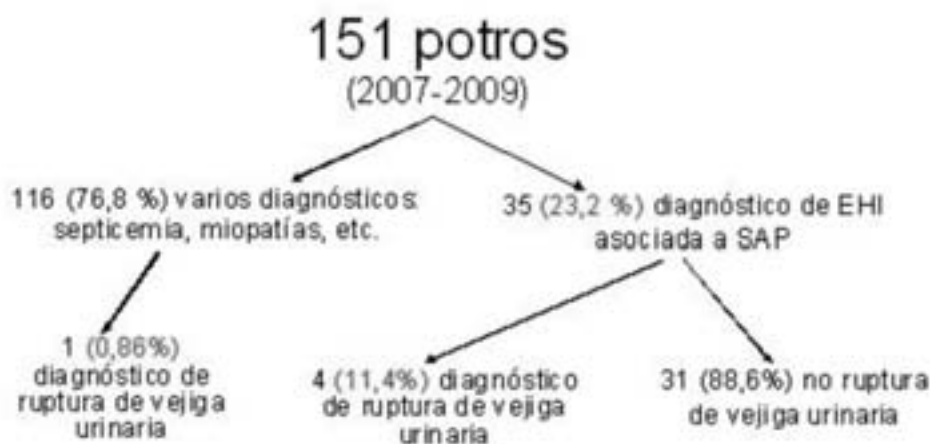 151 potros
(2007-2009)
116 (76,8 %) varios diagnósticos:
septicemia, miopatías, etc.
35 (23,2 %) diagnóstico de EHI
asociada a SAP
1 (0,86%)
diagnóstico de
ruptura de vejiga
urinaria
4 (11,4%) diagnóstico
de ruptura de vejiga
urinaria
31 (88,6%) no ruptura
de vejiga urinaria